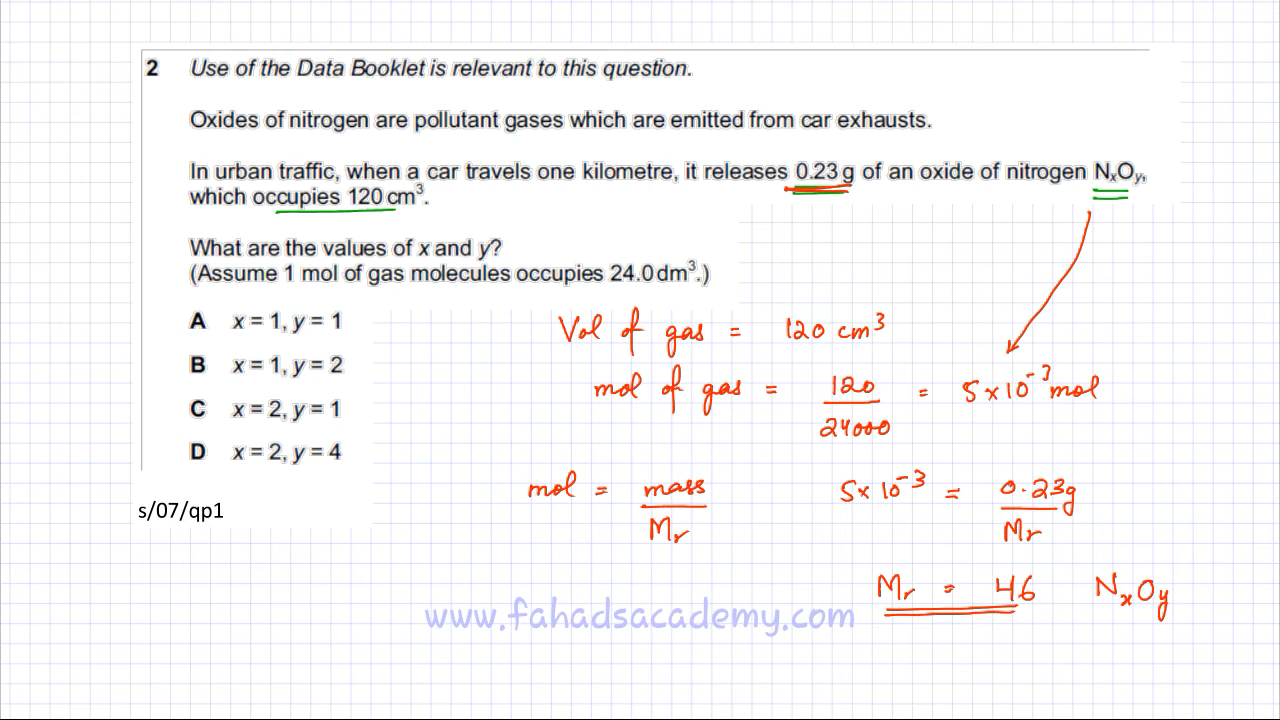 2 Use of the Data Booklet is relevant to this question.
Oxides of nitrogen are pollutant gases which are emitted from car exhausts.
In urban traffic, when a car travels one kilometre, it releases 0.23 g of an oxide of nitrogen NₓOᵧ,
which occupies 120 cm³.
What are the values of x and y?
(Assume 1 mol of gas molecules occupies 24.0 dm³.)
A x = 1, y = 1
B x = 1, y = 2
C x = 2, y = 1
D x = 2, y = 4
s/07/qp1
Vol of gas = 120 cm³
mol of gas = 120 / 24000 = 5 × 10⁻³ mol
mol = mass / Mr 5 × 10⁻³ = 0.23g / Mr
Mr = 46 NₓOᵧ
www.fahadsacademy.com